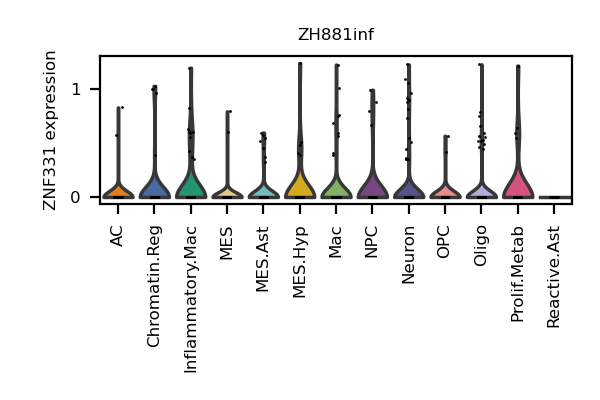 ZH881inf
ZNF331 expression
1
0
AC
Chromatin.Reg
Inflammatory.Mac
MES
MES.Ast
MES.Hyp
Mac
NPC
Neuron
OPC
Oligo
Prolif.Metab
Reactive.Ast